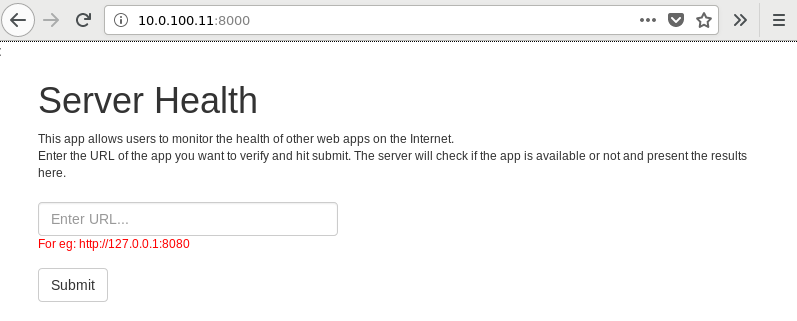 10.0.100.11:8000
Server Health
This app allows users to monitor the health of other web apps on the Internet.
Enter the URL of the app you want to verify and hit submit. The server will check if the app is available or not and present the results
here.
Enter URL...
For eg: http://127.0.0.1:8080
Submit